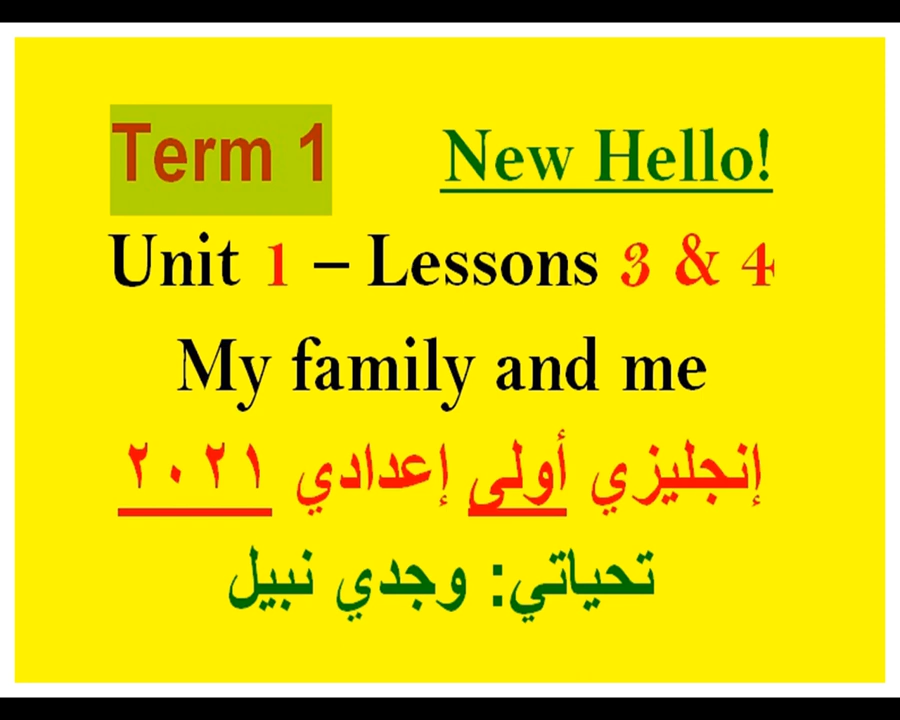 Term 1 New Hello!
Unit 1 – Lessons 3 & 4
My family and me
إنجليزي أولى إعدادي ٢٠٢١
تحياتي: وجدي نبيل